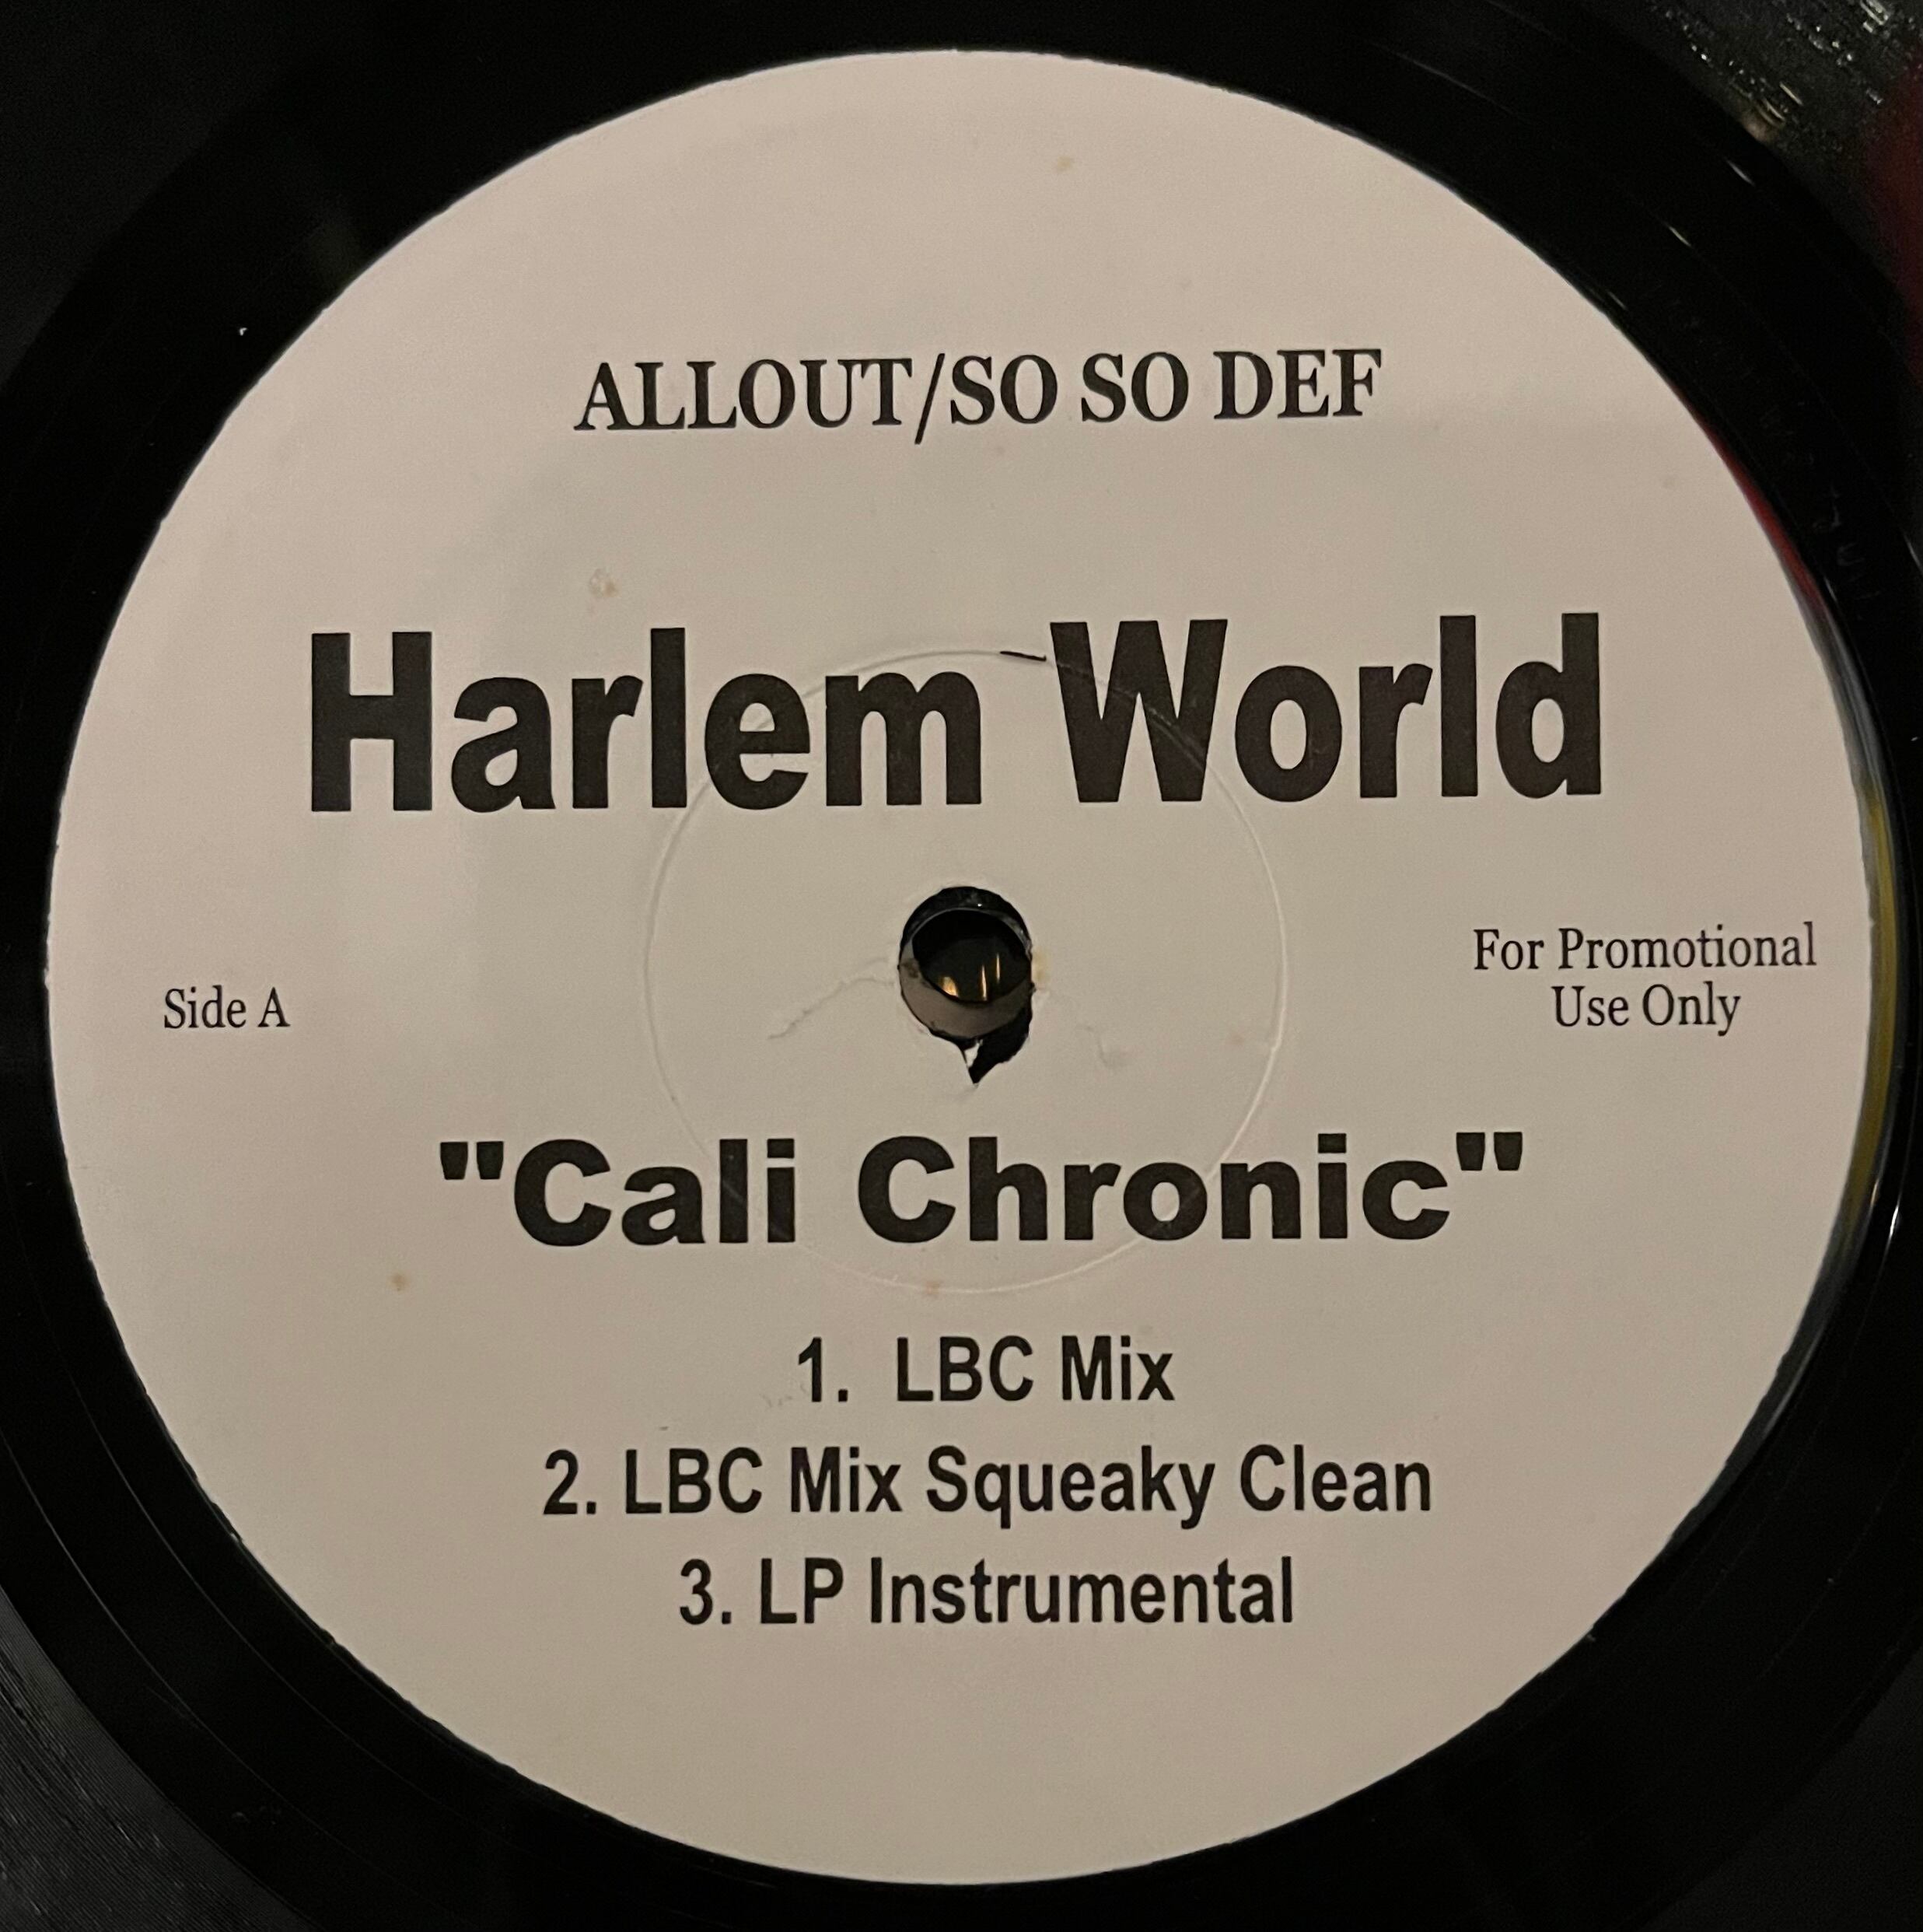 ALLOUT/SO SO DEF
Harlem World
Side A
For Promotional
Use Only
"Cali Chronic"
1. LBC Mix
2. LBC Mix Squeaky Clean
3. LP Instrumental